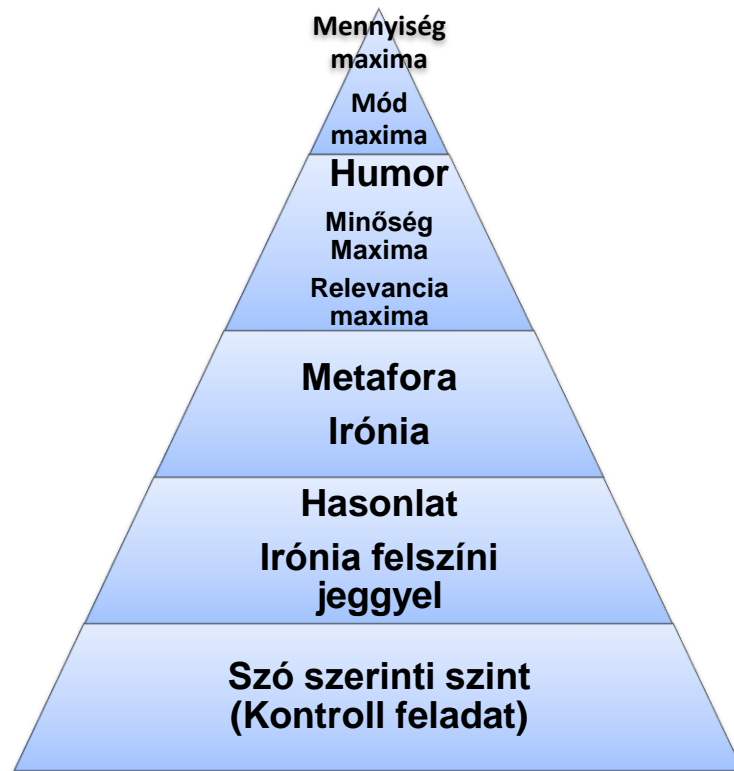 Mennyiség
maxima
Mód
maxima
Humor
Minőség
Maxima
Relevancia
maxima
Metafora
Irónia
Hasonlat
Irónia felszíni
jeggyel
Szó szerinti szint
(Kontroll feladat)